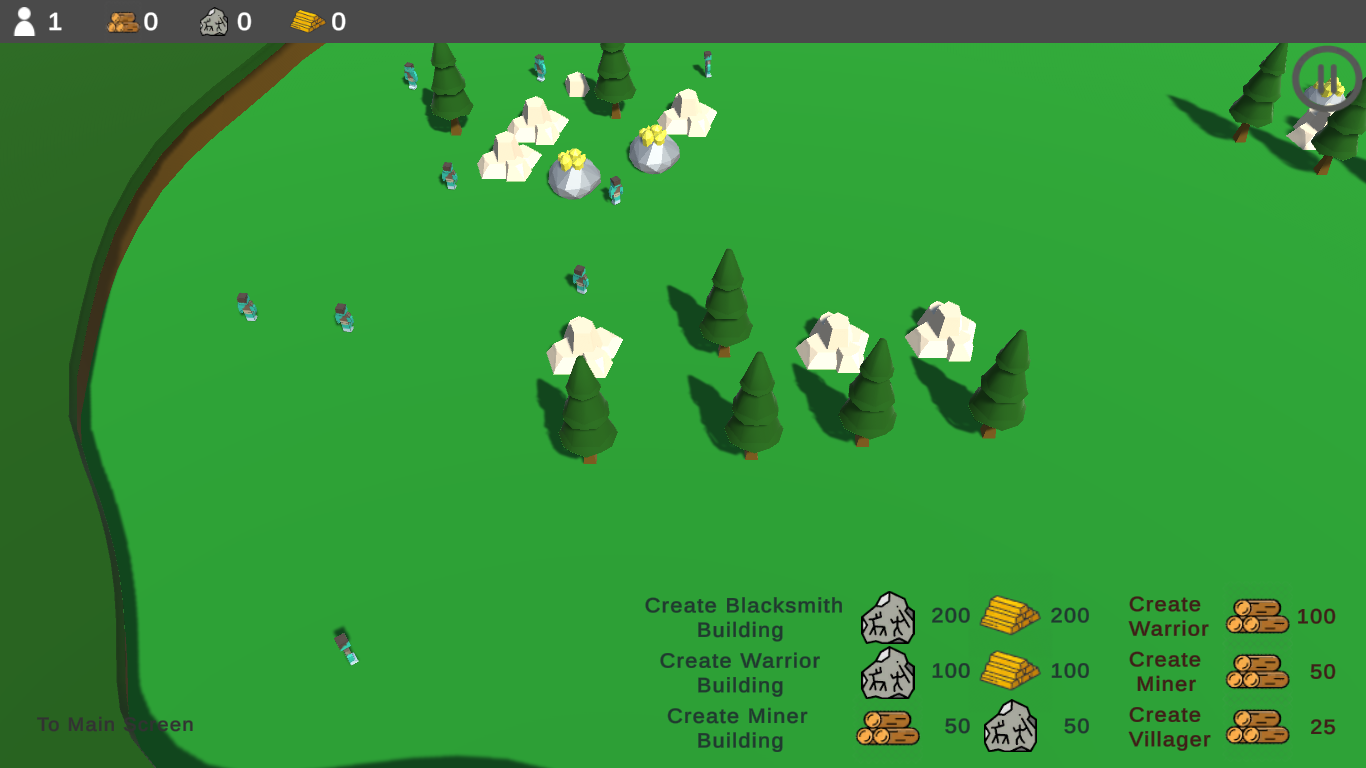 1 0 0 0
Create Blacksmith
Building
200 200
Create
Warrior
100
Create Warrior
Building
100 100
Create
Miner
50
Create Miner
Building
50 50
Create
Villager
25
To Main Screen